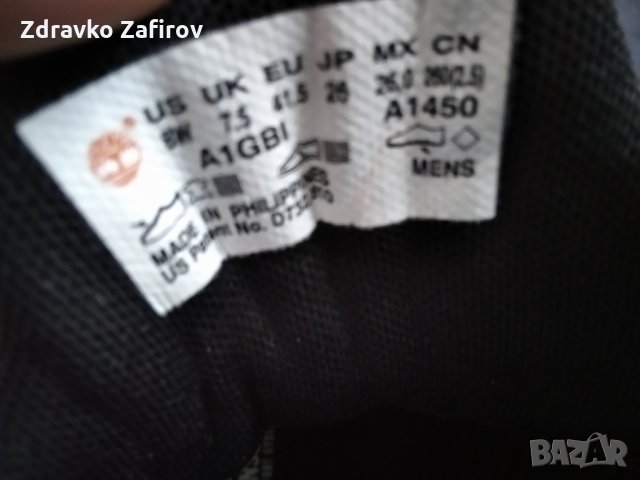 Zdravko Zafirov
US UK EU JP MX CN
7.5 41.5 26 26.0 260(2.5)
A1GBI A1450
MENS
MADE IN PHILIPPINES
US Patent No.
BAZAR